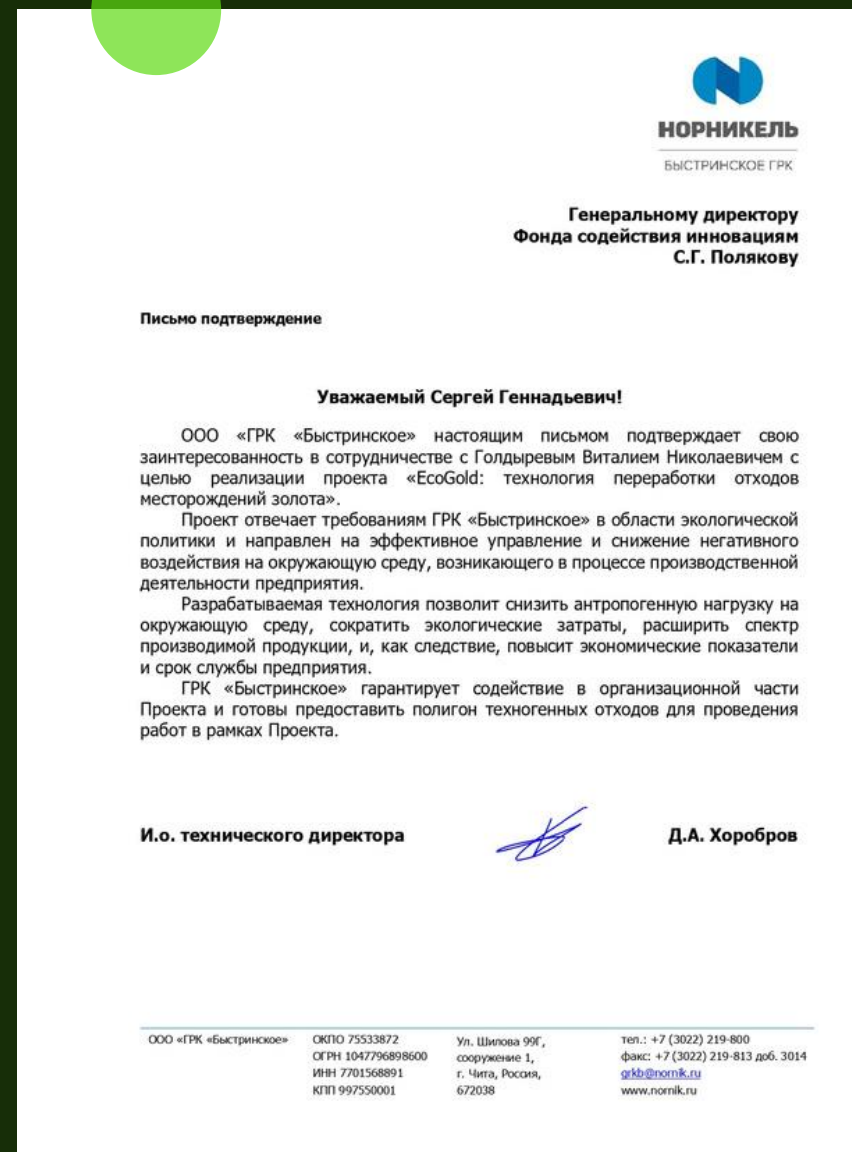 НОРНИКЕЛЬ
БЫСТРИНСКОЕ ГРК
Генеральному директору
Фонда содействия инновациям
С.Г. Полякову
Письмо подтверждение
Уважаемый Сергей Геннадьевич!
ООО «ГРК «Быстринское» настоящим письмом подтверждает свою
заинтересованность в сотрудничестве с Голдыревым Виталием Николаевичем с
целью реализации проекта «EcoGold: технология переработки отходов
месторождений золота».
Проект отвечает требованиям ГРК «Быстринское» в области экологической
политики и направлен на эффективное управление и снижение негативного
воздействия на окружающую среду, возникающего в процессе производственной
деятельности предприятия.
Разрабатываемая технология позволит снизить антропогенную нагрузку на
окружающую среду, сократить экологические затраты, расширить спектр
производимой продукции, и, как следствие, повысит экономические показатели
и срок службы предприятия.
ГРК «Быстринское» гарантирует содействие в организационной части
Проекта и готовы предоставить полигон техногенных отходов для проведения
работ в рамках Проекта.
И.о. технического директора Д.А. Хоробров
ООО «ГРК «Быстринское»
ОКПО 75533872
ОГРН 1047796898600
ИНН 7701568891
КПП 997550001
Ул. Шилова 99Г,
сооружение 1,
г. Чита, Россия,
672038
тел.: +7 (3022) 219-800
факс: +7 (3022) 219-813 доб. 3014
grkb@nornik.ru
www.nornik.ru